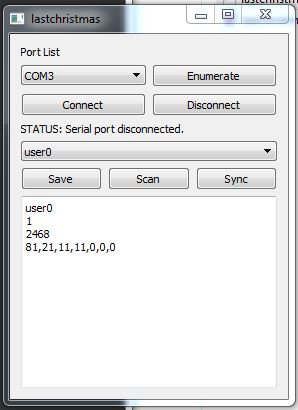 lastchristmas
Port List
COM3 Enumerate
Connect Disconnect
STATUS: Serial port disconnected.
user0
Save Scan Sync
user0
1
2468
81,21,11,11,0,0,0